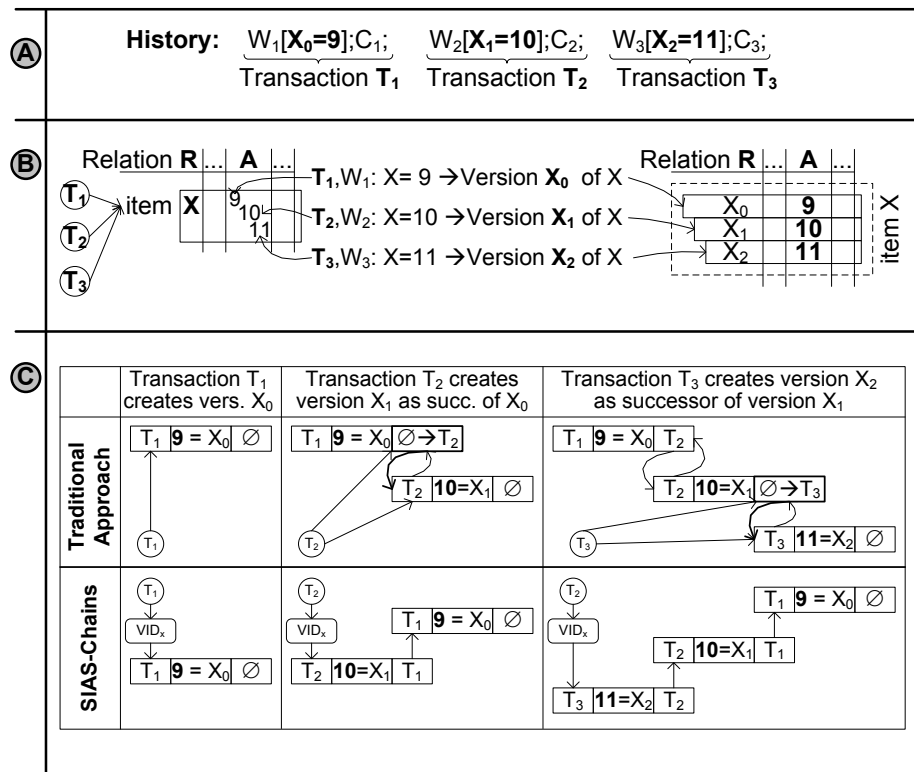 A
History: W1[X0=9];C1; W2[X1=10];C2; W3[X2=11];C3;
Transaction T1 Transaction T2 Transaction T3
B
Relation R ... A ...
T1
T2
T3
item X
9
10
11
T1,W1: X= 9 →Version X0 of X
T2,W2: X=10 →Version X1 of X
T3,W3: X=11 →Version X2 of X
Relation R ... A ...
X0 9
X1 10
X2 11
item X
C
Transaction T1
creates vers. X0
Transaction T2 creates
version X1 as succ. of X0
Transaction T3 creates version X2
as successor of version X1
Traditional
Approach
T1 9 = X0 ∅
T1
T1 9 = X0 ∅→T2
T2 10=X1 ∅
T2
T1 9 = X0 T2
T2 10=X1 ∅→T3
T3 11=X2 ∅
T3
SIAS-Chains
T1
VIDx
T1 9 = X0 ∅
T2
VIDx
T1 9 = X0 ∅
T2 10=X1 T1
T2
VIDx
T1 9 = X0 ∅
T2 10=X1 T1
T3 11=X2 T2